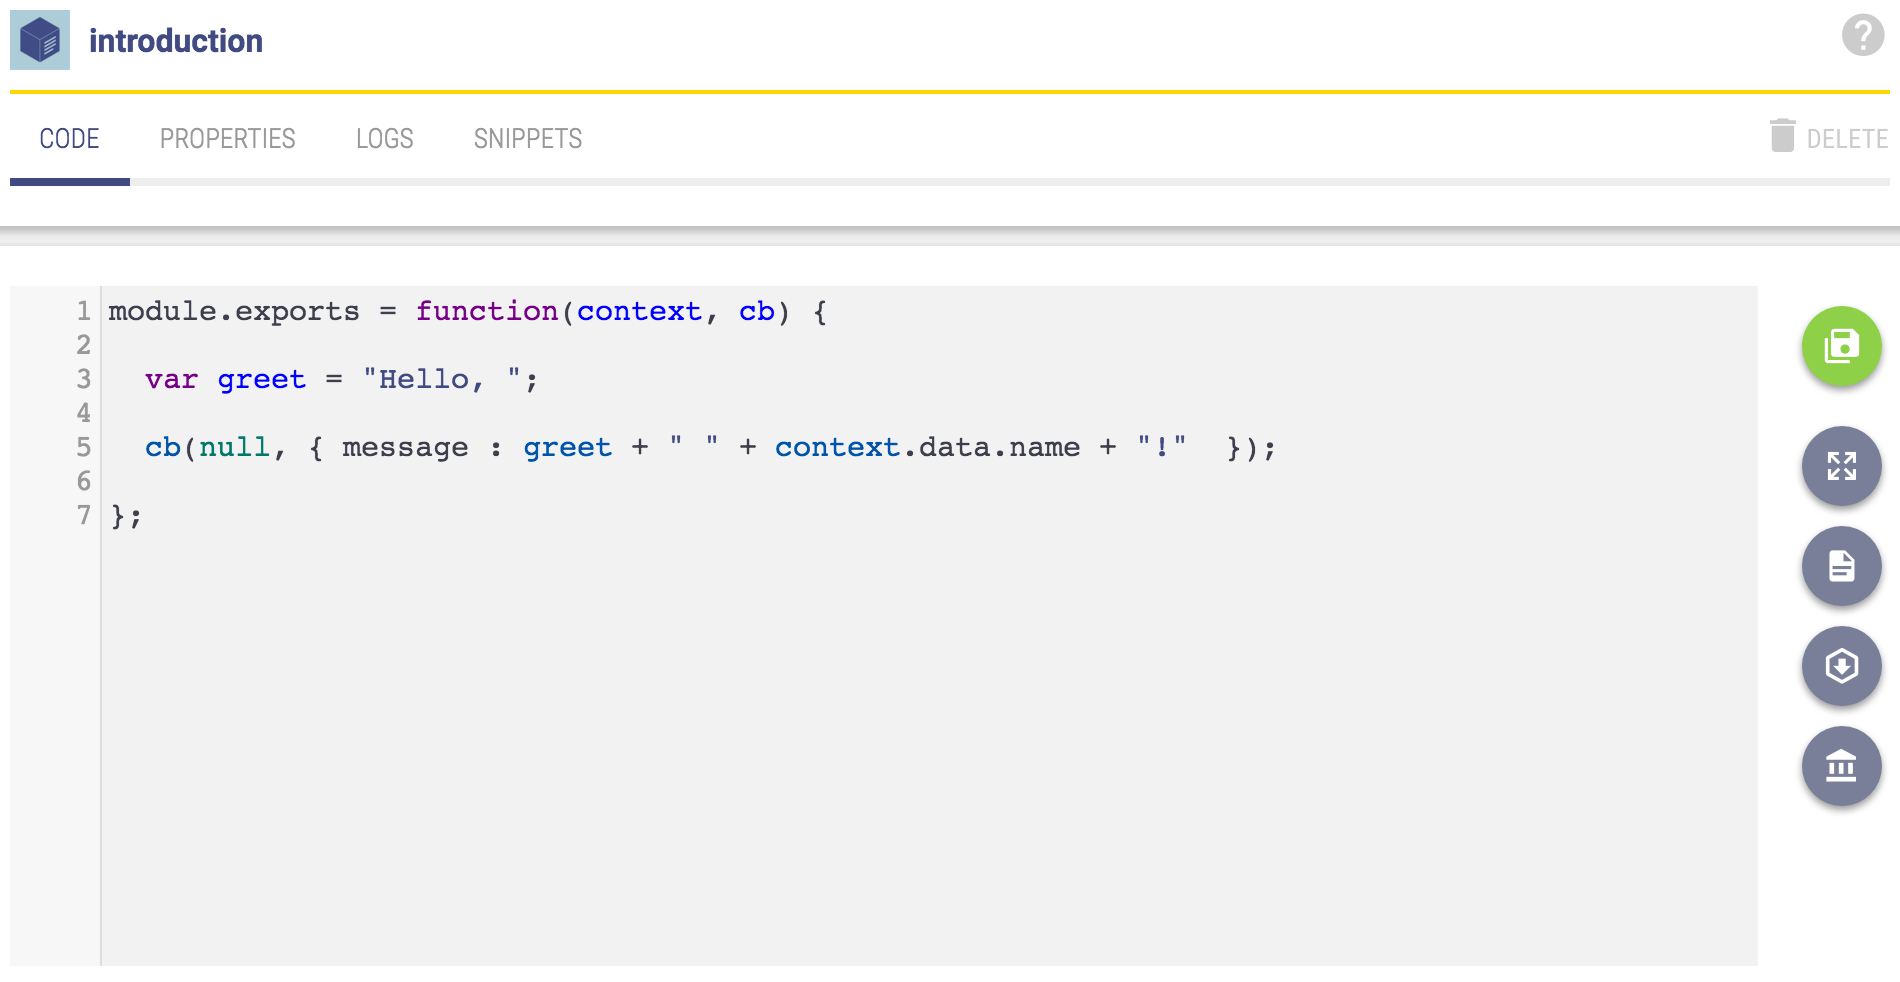 introduction
?
CODE PROPERTIES LOGS SNIPPETS DELETE
1 module.exports = function(context, cb) {
2
3   var greet = "Hello, ";
4
5   cb(null, { message : greet + " " + context.data.name + "!"  });
6
7 };